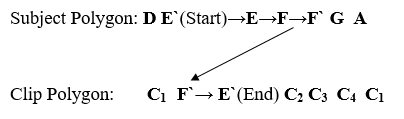 Subject Polygon: D E`(Start)→E→F→F` G A
Clip Polygon: C₁ F`→ E`(End) C₂ C₃ C₄ C₁